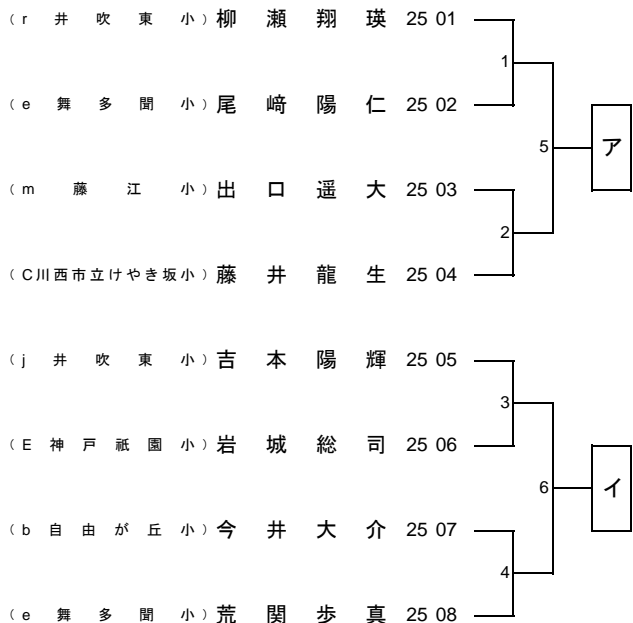 (r 井吹東小) 柳瀬翔瑛 25 01
1
(e 舞多聞小) 尾﨑陽仁 25 02
5 ア
(m 藤江小) 出口遥大 25 03
2
(C川西市立けやき坂小) 藤井龍生 25 04
(j 井吹東小) 吉本陽輝 25 05
3
(E 神戸祇園小) 岩城総司 25 06
6 イ
(b 自由が丘小) 今井大介 25 07
4
(e 舞多聞小) 荒関歩真 25 08